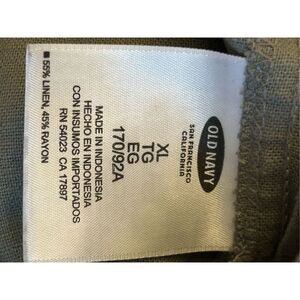 OLD NAVY
SAN FRANCISCO
CALIFORNIA
XL
TG
EG
170/92A
MADE IN INDONESIA
HECHO EN INDONESIA
CON INSUMOS IMPORTADOS
RN 54023 CA 17897
■ 55% LINEN, 45% RAYON